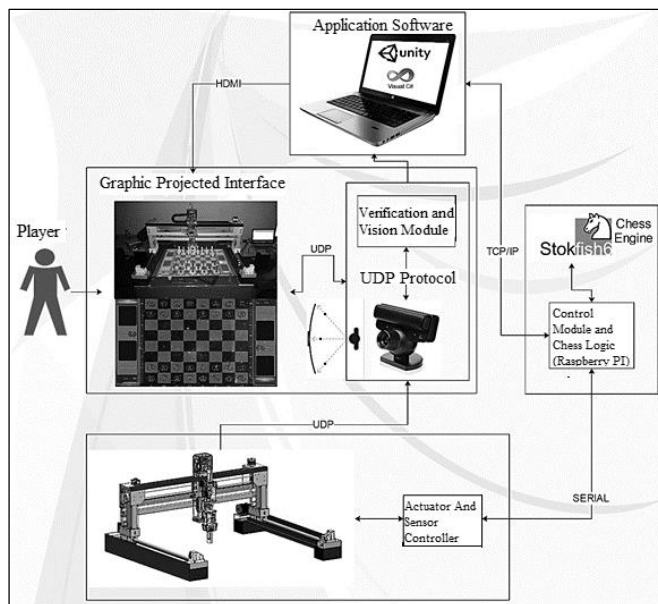 Application Software
unity
Visual C#
HDMI
Graphic Projected Interface
Player
Verification and
Vision Module
UDP
UDP Protocol
TCP/IP
Chess
Engine
Stokfish6
Control
Module and
Chess Logic
(Raspberry PI)
UDP
SERIAL
Actuator And
Sensor
Controller